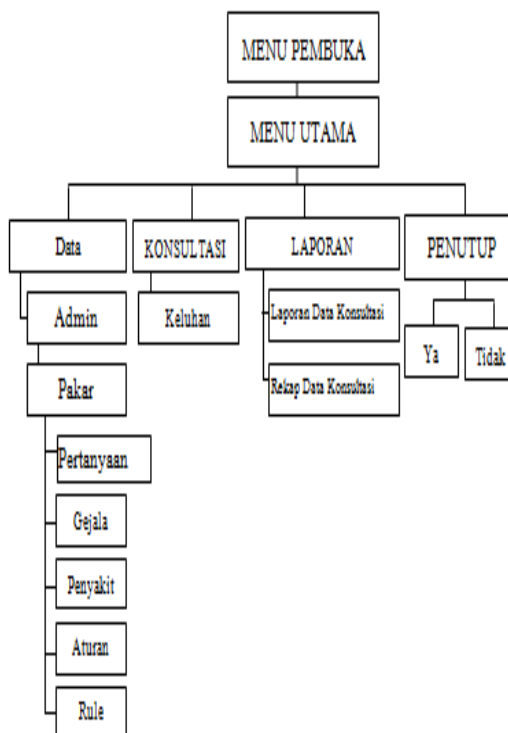 MENU PEMBUKA
MENU UTAMA
Data
KONSULTASI
LAPORAN
PENUTUP
Admin
Keluhan
Laporan Data Konsultasi
Ya
Tidak
Pakar
Rekap Data Konsultasi
Pertanyaan
Gejala
Penyakit
Aturan
Rule